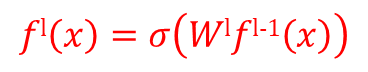 fˡ(x) = σ(Wˡfˡ⁻¹(x))